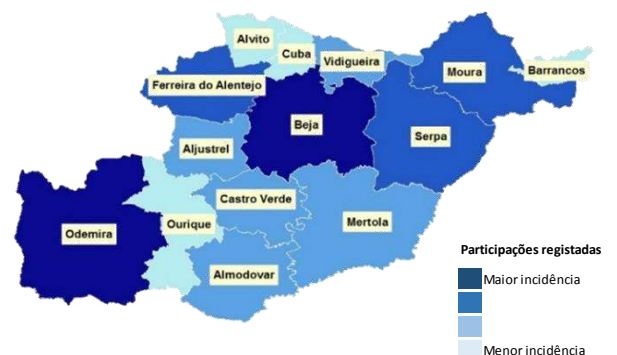 Alvito
Cuba
Vidigueira
Moura
Barrancos
Ferreira do Alentejo
Beja
Serpa
Aljustrel
Castro Verde
Mertola
Ourique
Odemira
Almodovar
Participações registadas
Maior incidência
Menor incidência